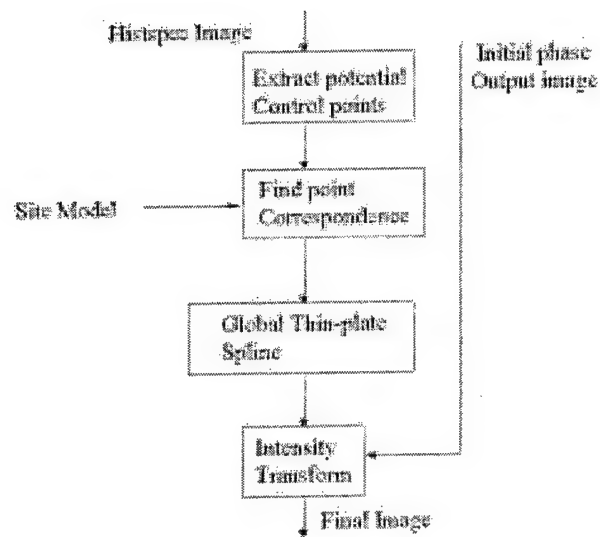 Histspec Image
Initial phase
Output image
Extract potential
Control points
Find point
Correspondence
Site Model
Global Thin-plate
Spline
Intensity
Transform
Final Image